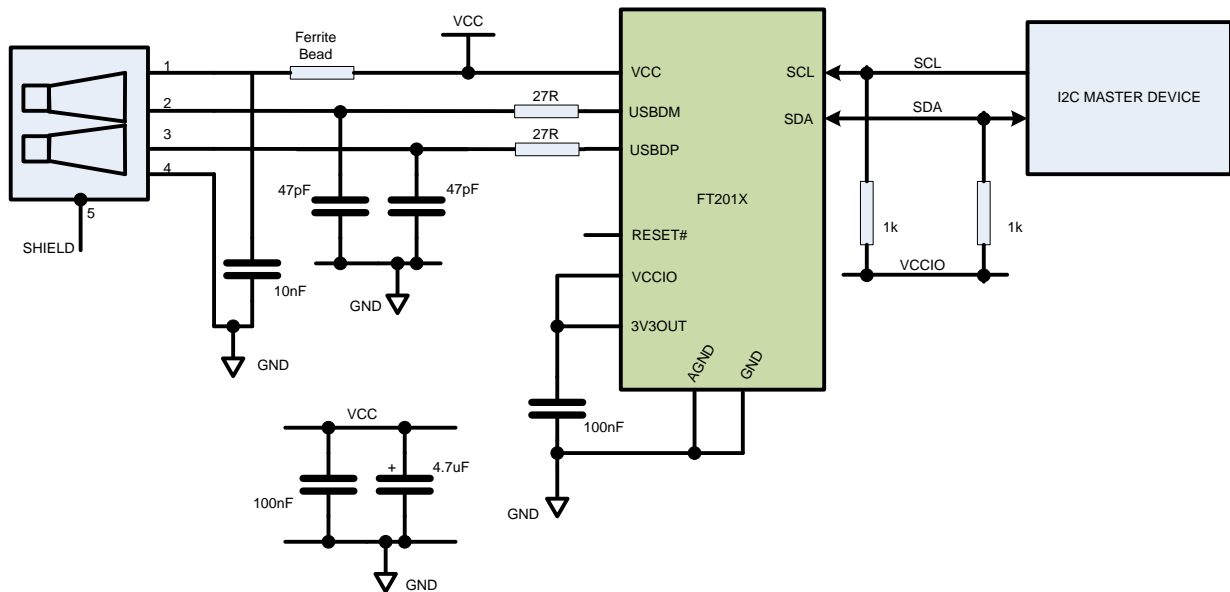 VCC
Ferrite
Bead
1
2
3
4
5
SHIELD
10nF
GND
47pF
47pF
GND
27R
27R
VCC
USBDM
USBDP
RESET#
VCCIO
3V3OUT
FT201X
SCL
SDA
AGND
GND
SCL
SDA
I2C MASTER DEVICE
1k
1k
VCCIO
100nF
GND
VCC
100nF
+
4.7uF
GND